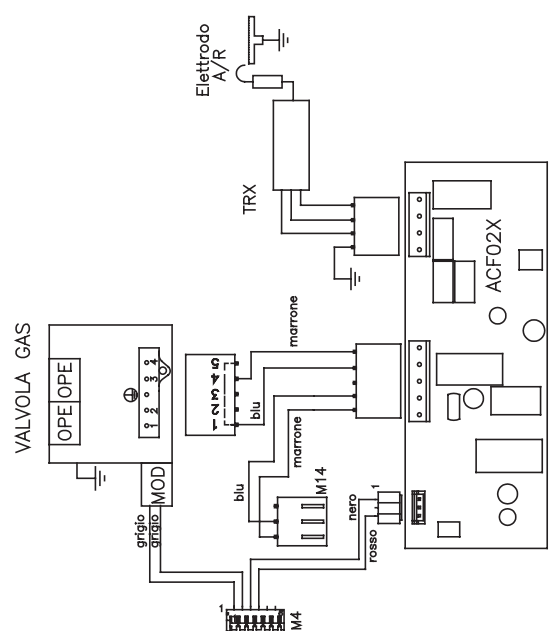 Elettrodo
A/R
TRX
ACF02X
VALVOLA GAS
OPE OPE
1 2 3 4
MOD
grigio
grigio
1 2 3 4 5
marrone
blu
blu
marrone
M14
nero
rosso
1
1
M4